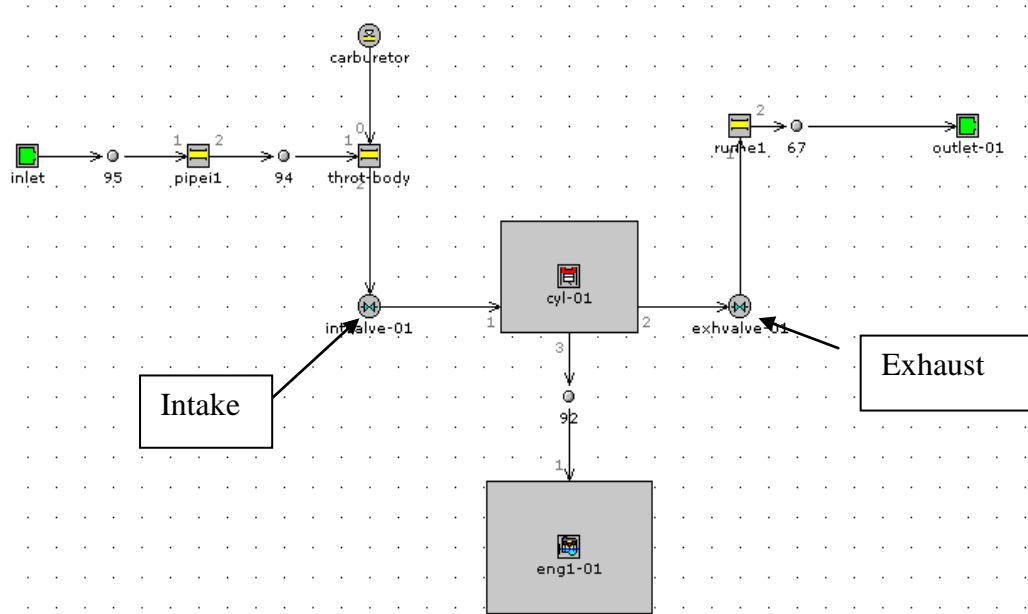 carburetor
0
1 2 1
inlet 95 pipei1 94 throt-body
2
2
runne1 67 outlet-01
1
cyl-01
intvalve-01 1 2 exhvalve-01
3
Intake
Exhaust
92
1
eng1-01